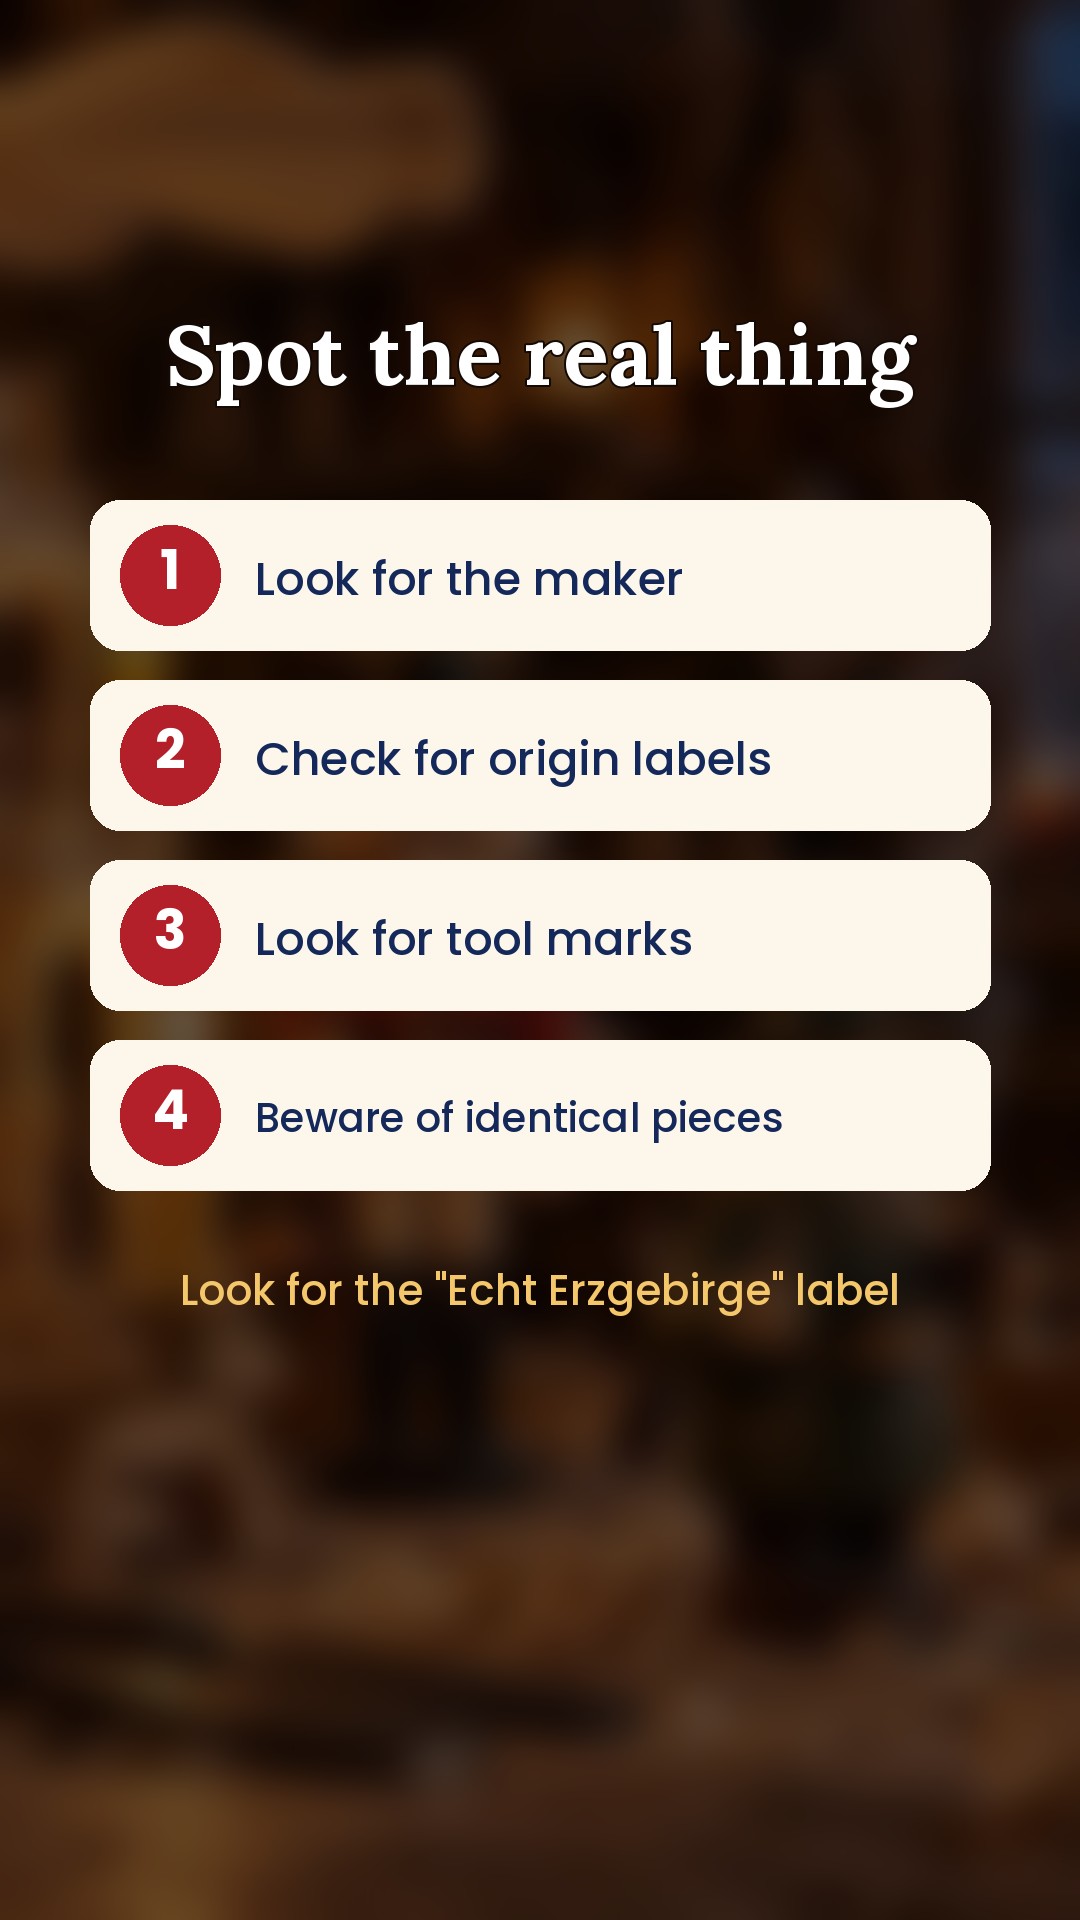 Spot the real thing
1 Look for the maker
2 Check for origin labels
3 Look for tool marks
4 Beware of identical pieces
Look for the "Echt Erzgebirge" label